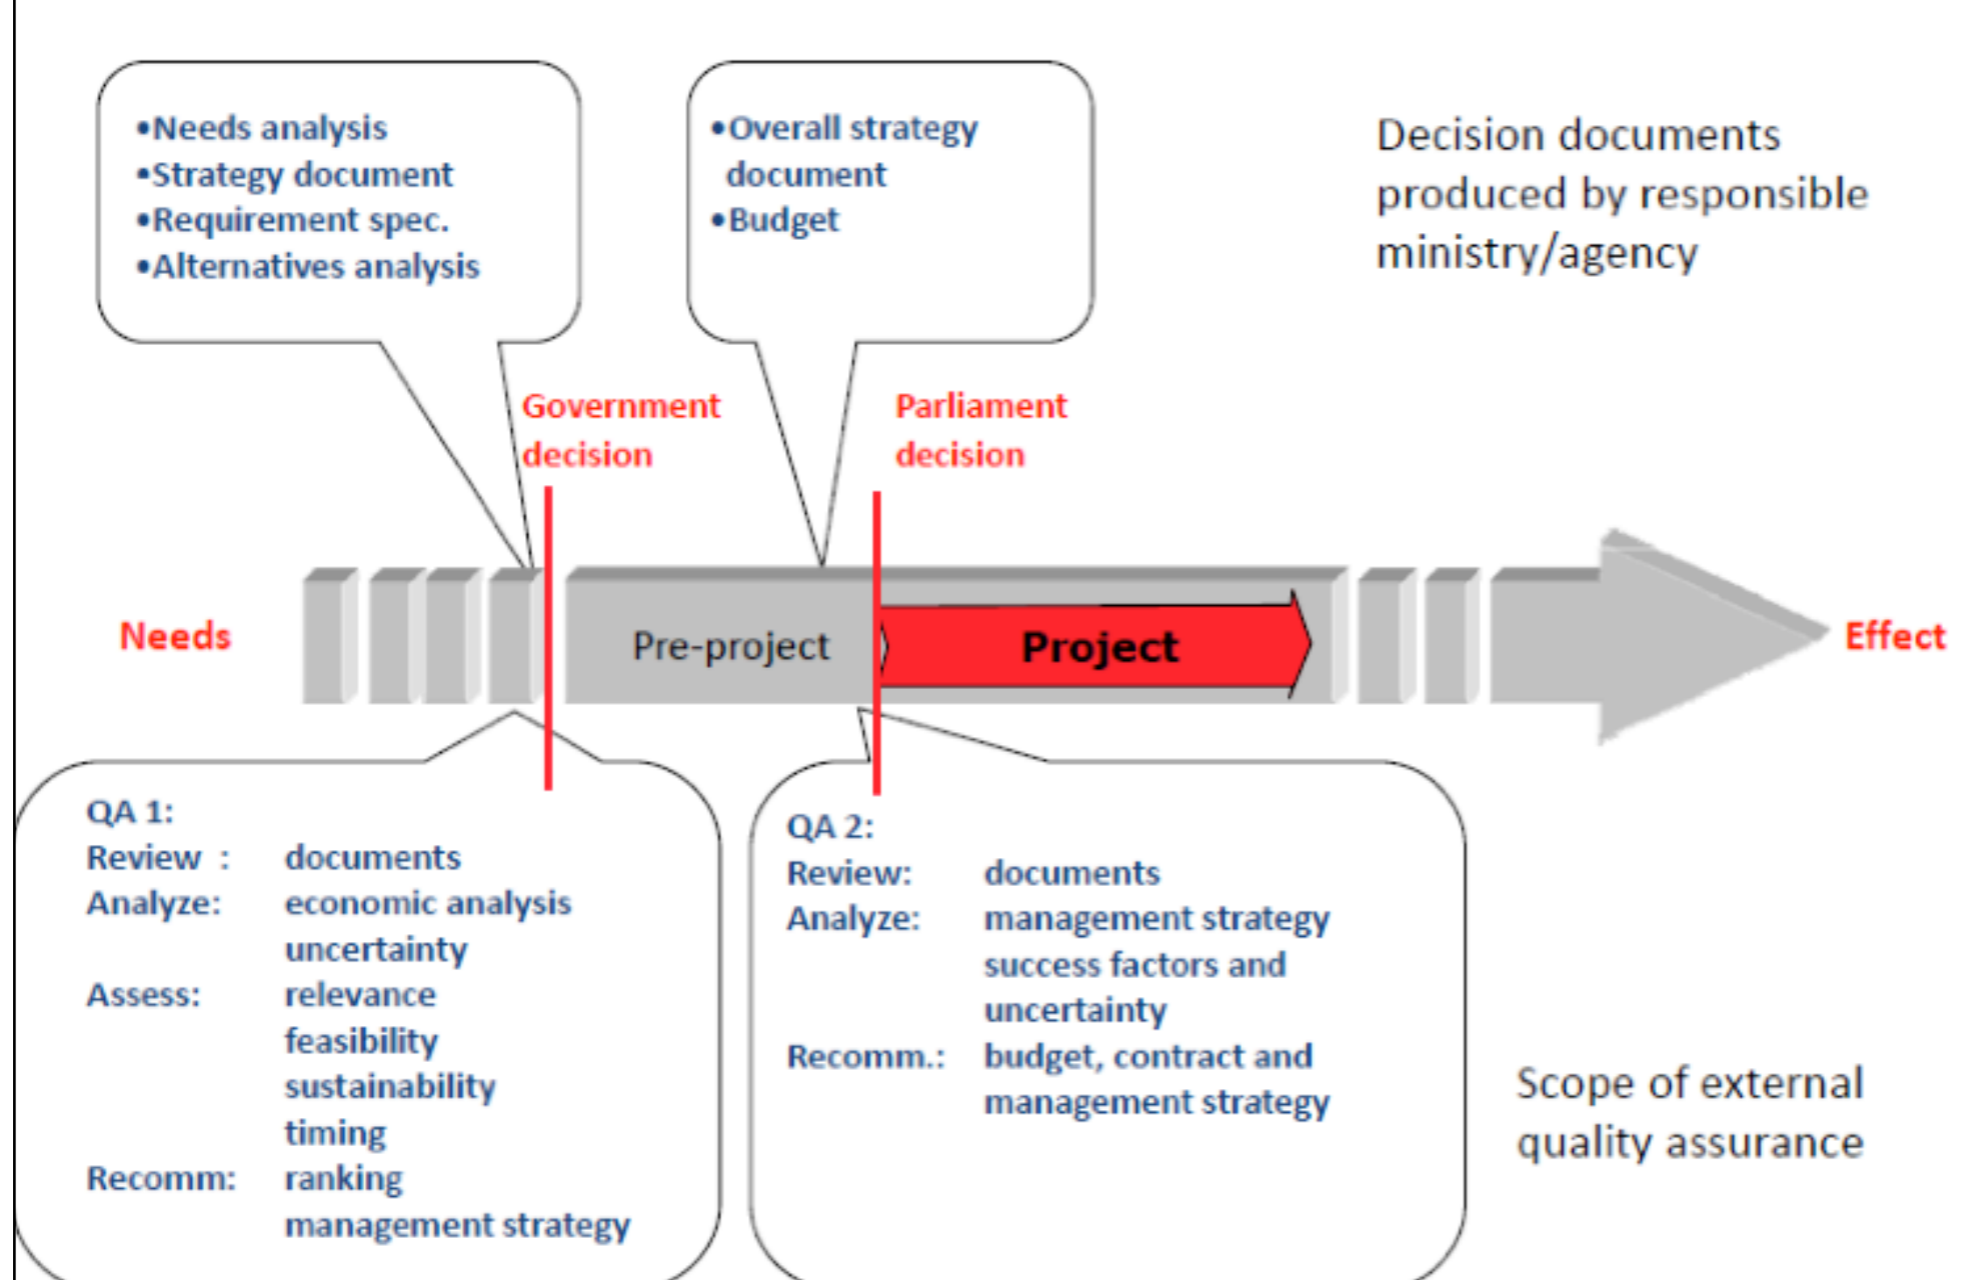 •Needs analysis
•Strategy document
•Requirement spec.
•Alternatives analysis
•Overall strategy
document
•Budget
Decision documents
produced by responsible
ministry/agency
Government
decision
Parliament
decision
Needs
Pre-project
Project
Effect
QA 1:
Review : documents
Analyze: economic analysis
uncertainty
Assess: relevance
feasibility
sustainability
timing
Recomm: ranking
management strategy
QA 2:
Review: documents
Analyze: management strategy
success factors and
uncertainty
Recomm.: budget, contract and
management strategy
Scope of external
quality assurance